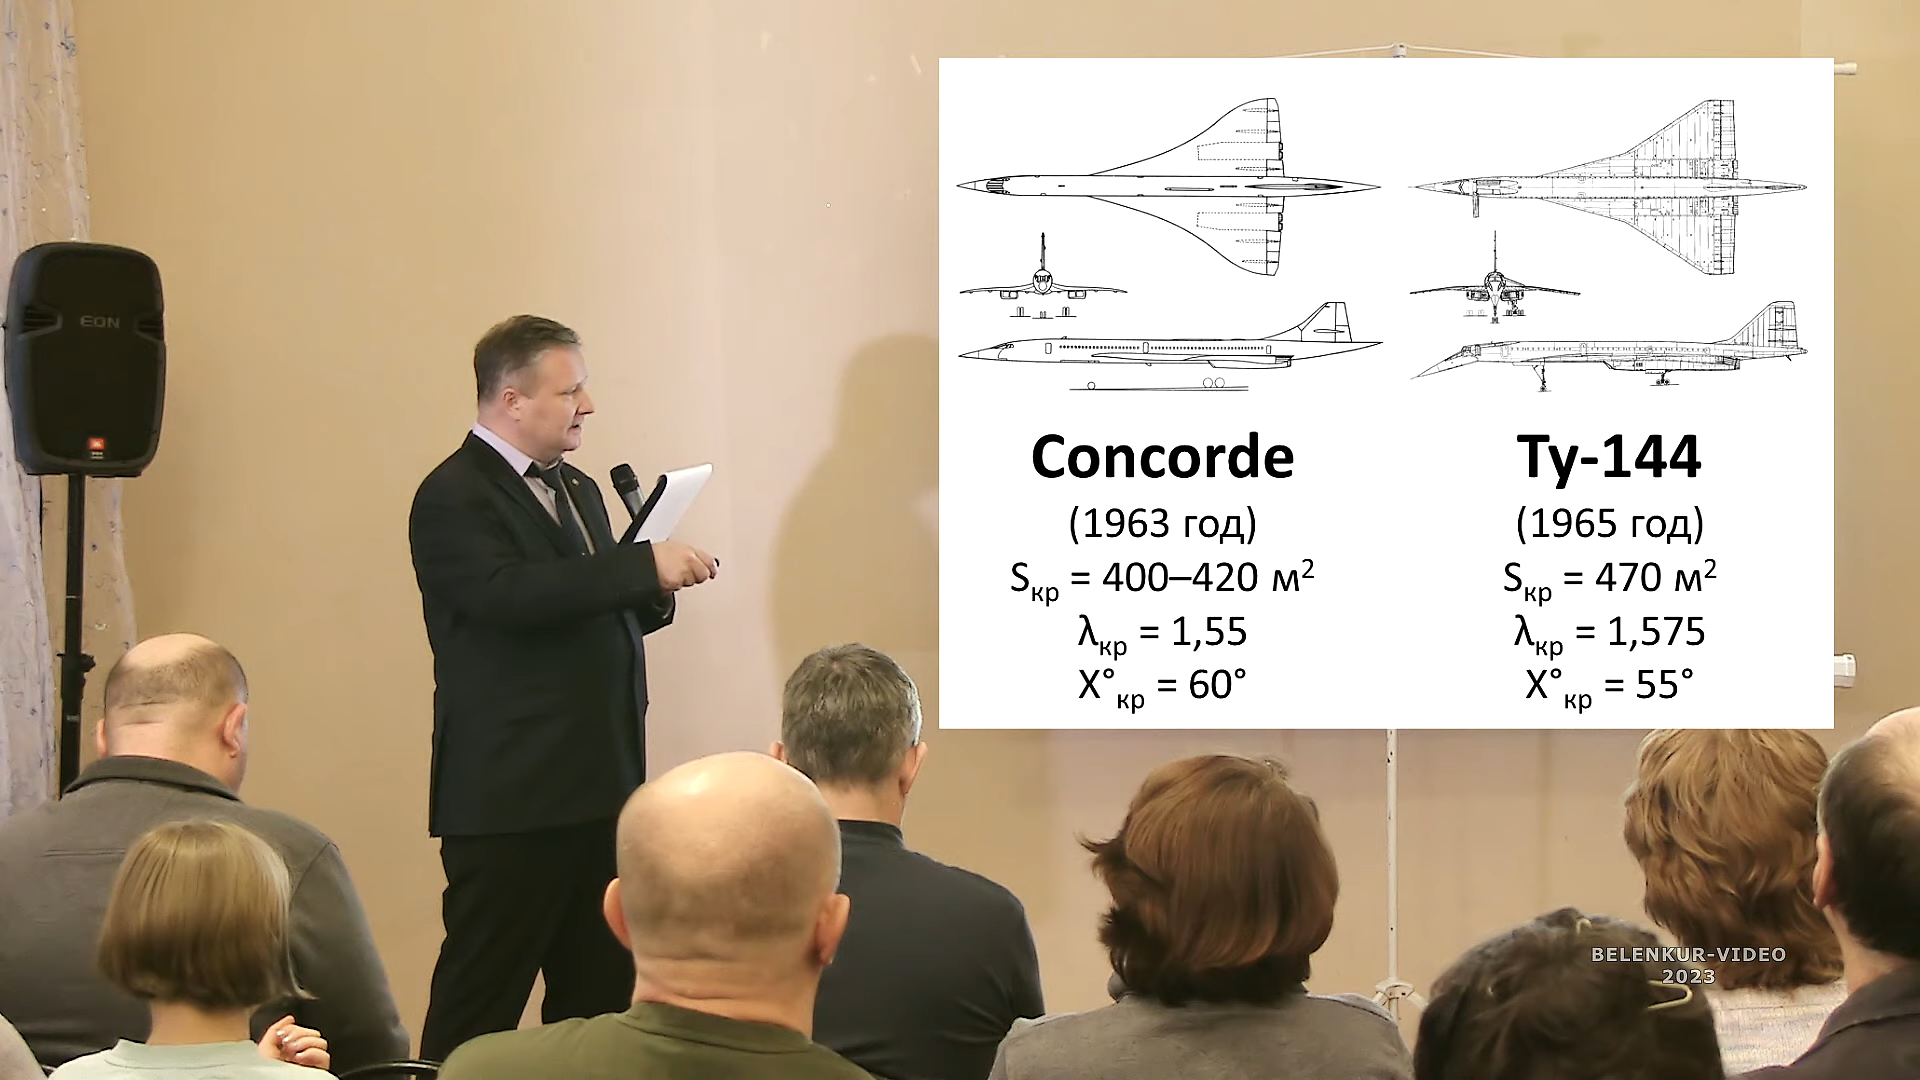 EON
JBL
Concorde
(1963 год)
Sкр = 400–420 м²
λкр = 1,55
X°кр = 60°
Ту-144
(1965 год)
Sкр = 470 м²
λкр = 1,575
X°кр = 55°
BELENKUR-VIDEO
2023